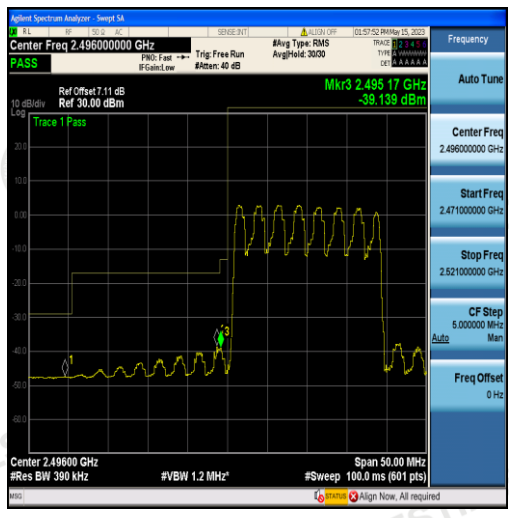 Agilent Spectrum Analyzer - Swept SA
RL RF 50 Ω AC SENSE:INT ALIGN OFF 01:57:52 PM May 15, 2023
Center Freq 2.496000000 GHz
PNO: Fast
IFGain:Low
Trig: Free Run
#Atten: 40 dB
#Avg Type: RMS
Avg|Hold: 30/30
TRACE 1 2 3 4 5 6
TYPE A
DET A A A A A A
PASS
Ref Offset 7.11 dB
Ref 30.00 dBm
10 dB/div
Log
Mkr3 2.495 17 GHz
-39.139 dBm
Trace 1 Pass
20.0
10.0
0.00
-10.0
-20.0
-30.0
-40.0
-50.0
-60.0
1
3
Center 2.49600 GHz
Span 50.00 MHz
#Res BW 390 kHz
#VBW 1.2 MHz*
#Sweep 100.0 ms (601 pts)
MSG
STATUS
Align Now, All required
Frequency
Auto Tune
Center Freq
2.496000000 GHz
Start Freq
2.471000000 GHz
Stop Freq
2.521000000 GHz
CF Step
5.000000 MHz
Auto Man
Freq Offset
0 Hz